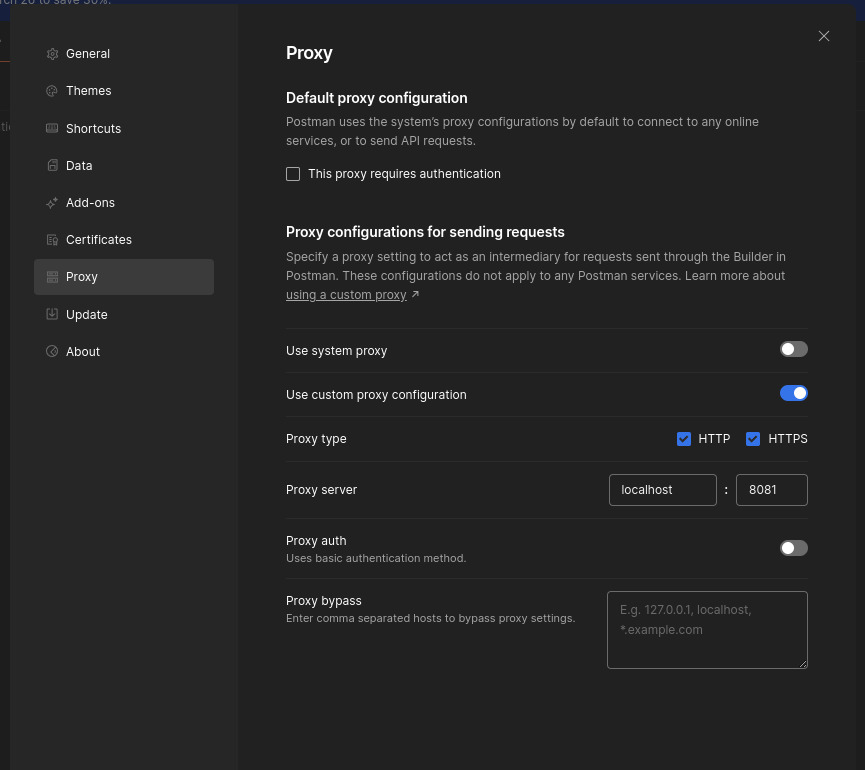 to save 30%.
General
Themes
Shortcuts
Data
Add-ons
Certificates
Proxy
Update
About
Proxy
Default proxy configuration
Postman uses the system's proxy configurations by default to connect to any online
services, or to send API requests.
This proxy requires authentication
Proxy configurations for sending requests
Specify a proxy setting to act as an intermediary for requests sent through the Builder in
Postman. These configurations do not apply to any Postman services. Learn more about
using a custom proxy ↗
Use system proxy
Use custom proxy configuration
Proxy type HTTP HTTPS
Proxy server localhost : 8081
Proxy auth
Uses basic authentication method.
Proxy bypass
Enter comma separated hosts to bypass proxy settings.
E.g. 127.0.0.1, localhost,
*.example.com